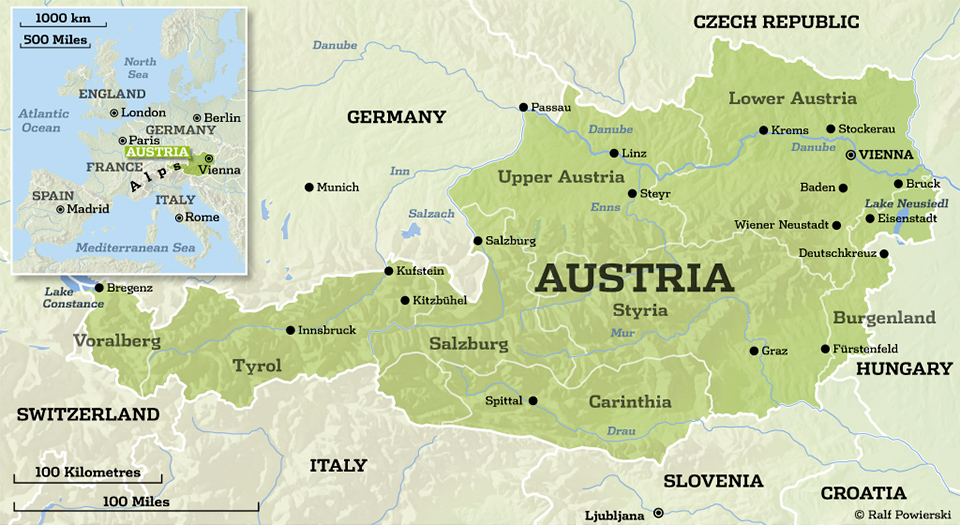 1000 km
500 Miles
North
Sea
ENGLAND
Atlantic
Ocean
London
Berlin
GERMANY
Paris
AUSTRIA
Vienna
FRANCE
Alps
SPAIN
ITALY
Madrid
Rome
Mediterranean Sea
CZECH REPUBLIC
Danube
GERMANY
Passau
Lower Austria
Danube
Krems
Stockerau
Danube
VIENNA
Linz
Inn
Upper Austria
Munich
Steyr
Baden
Bruck
Enns
Lake Neusiedl
Salzach
Eisenstadt
Wiener Neustadt
Salzburg
Deutschkreuz
Kufstein
AUSTRIA
Lake
Constance
Bregenz
Kitzbühel
Styria
Burgenland
Innsbruck
Mur
Voralberg
Salzburg
Graz
Fürstenfeld
Tyrol
HUNGARY
Spittal
Carinthia
SWITZERLAND
Drau
ITALY
100 Kilometres
100 Miles
SLOVENIA
CROATIA
Ljubljana
© Ralf Powierski